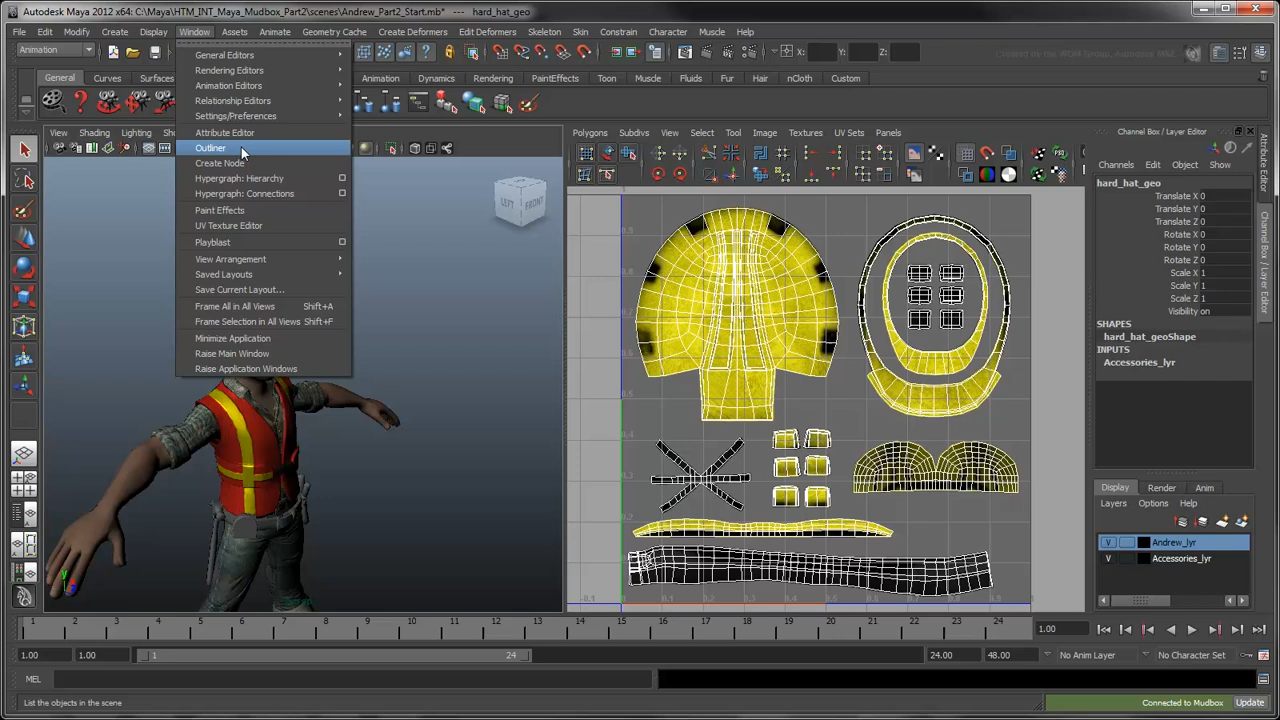 Autodesk Maya 2012 x64: C:\Maya\HTM_INT_Maya_Mudbox_Part2\scenes\Andrew_Part2_Start.mb* --- hard_hat_geo
File Edit Modify Create Display Window Assets Animate Geometry Cache Create Deformers Edit Deformers Skeleton Skin Constrain Character Muscle Help
Animation
X: Y: Z:
General Curves Surfaces Animation Dynamics Rendering PaintEffects Toon Muscle Fluids Fur Hair nCloth Custom
General Editors
Rendering Editors
Animation Editors
Relationship Editors
Settings/Preferences
Attribute Editor
Outliner
Create Node
Hypergraph: Hierarchy
Hypergraph: Connections
Paint Effects
UV Texture Editor
Playblast
View Arrangement
Saved Layouts
Save Current Layout...
Frame All in All Views Shift+A
Frame Selection in All Views Shift+F
Minimize Application
Raise Main Window
Raise Application Windows
View Shading Lighting
LEFT FRONT
Polygons Subdivs View Select Tool Image Textures UV Sets Panels
Channel Box / Layer Editor
Channels Edit Object Show
hard_hat_geo
Translate X 0
Translate Y 0
Translate Z 0
Rotate X 0
Rotate Y 0
Rotate Z 0
Scale X 1
Scale Y 1
Scale Z 1
Visibility on
SHAPES
hard_hat_geoShape
INPUTS
Accessories_lyr
Attribute Editor
Channel Box / Layer Editor
Display Render Anim
Layers Options Help
V Andrew_lyr
V Accessories_lyr
1 2 3 4 5 6 7 8 9 10 11 12 13 14 15 16 17 18 19 20 21 22 23 24 1.00
1.00 1.00 1 24 24.00 48.00 No Anim Layer No Character Set
MEL
List the objects in the scene Connected to Mudbox Update